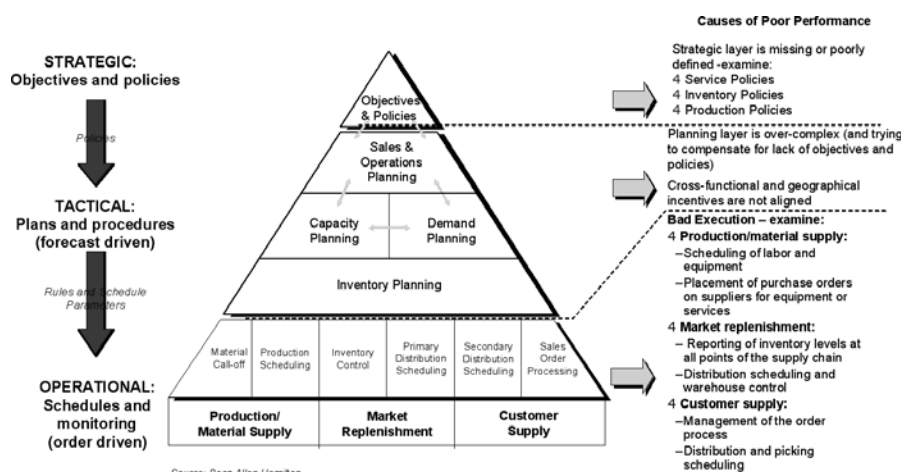 STRATEGIC:
Objectives and policies
Policies
TACTICAL:
Plans and procedures
(forecast driven)
Rules and Schedule
Parameters
OPERATIONAL:
Schedules and
monitoring
(order driven)
Objectives
& Policies
Sales &
Operations
Planning
Capacity
Planning
Demand
Planning
Inventory Planning
Material
Call-off
Production
Scheduling
Inventory
Control
Primary
Distribution
Scheduling
Secondary
Distribution
Scheduling
Sales
Order
Processing
Production/
Material Supply
Market
Replenishment
Customer
Supply
Causes of Poor Performance
Strategic layer is missing or poorly
defined -examine:
4 Service Policies
4 Inventory Policies
4 Production Policies
Planning layer is over-complex (and trying
to compensate for lack of objectives and
policies)
Cross-functional and geographical
incentives are not aligned
Bad Execution – examine:
4 Production/material supply:
–Scheduling of labor and
equipment
–Placement of purchase orders
on suppliers for equipment or
services
4 Market replenishment:
– Reporting of inventory levels at
all points of the supply chain
–Distribution scheduling and
warehouse control
4 Customer supply:
–Management of the order
process
–Distribution and picking
scheduling